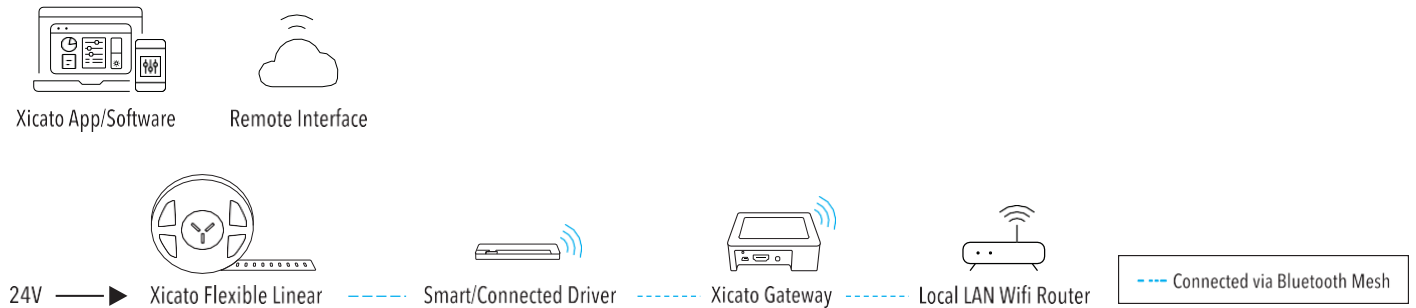 Xicato App/Software
Remote Interface
24V
Xicato Flexible Linear
Smart/Connected Driver
Xicato Gateway
Local LAN Wifi Router
Connected via Bluetooth Mesh